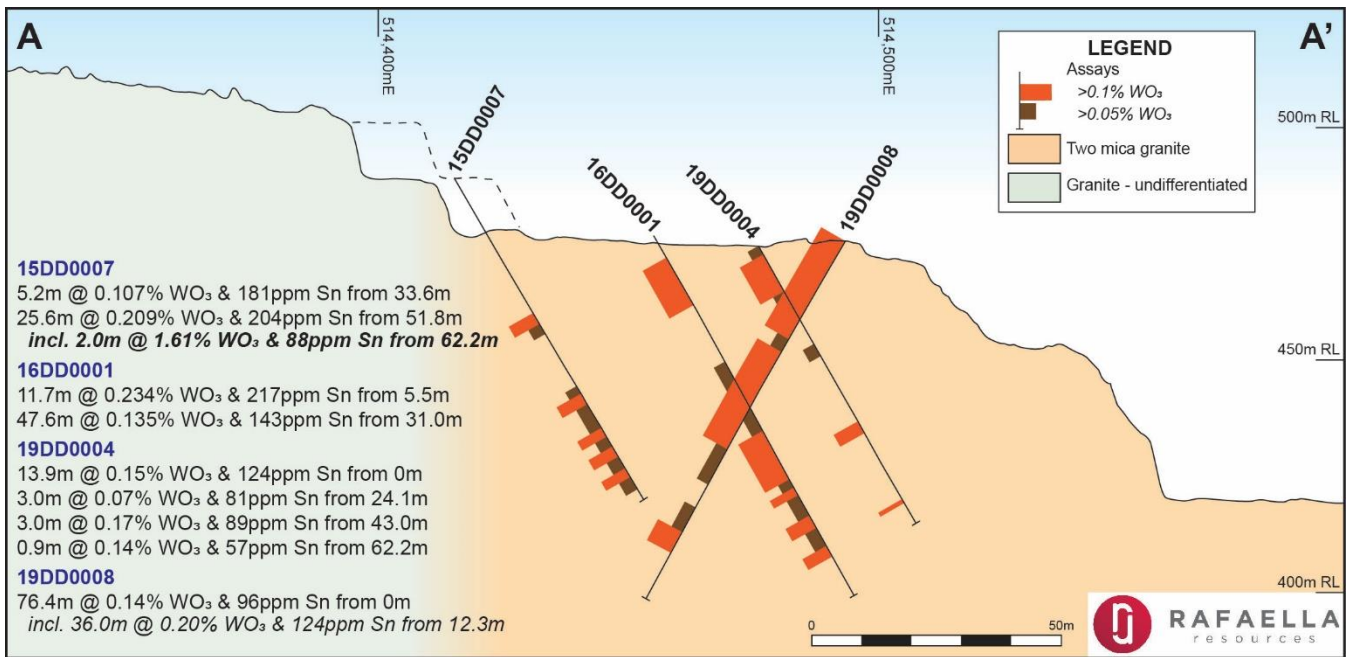 A
A'
514,400mE
514,500mE
LEGEND
Assays
>0.1% WO₃
>0.05% WO₃
Two mica granite
Granite - undifferentiated
15DD0007
16DD0001
19DD0004
19DD0008
500m RL
450m RL
400m RL
15DD0007
5.2m @ 0.107% WO₃ & 181ppm Sn from 33.6m
25.6m @ 0.209% WO₃ & 204ppm Sn from 51.8m
incl. 2.0m @ 1.61% WO₃ & 88ppm Sn from 62.2m
16DD0001
11.7m @ 0.234% WO₃ & 217ppm Sn from 5.5m
47.6m @ 0.135% WO₃ & 143ppm Sn from 31.0m
19DD0004
13.9m @ 0.15% WO₃ & 124ppm Sn from 0m
3.0m @ 0.07% WO₃ & 81ppm Sn from 24.1m
3.0m @ 0.17% WO₃ & 89ppm Sn from 43.0m
0.9m @ 0.14% WO₃ & 57ppm Sn from 62.2m
19DD0008
76.4m @ 0.14% WO₃ & 96ppm Sn from 0m
incl. 36.0m @ 0.20% WO₃ & 124ppm Sn from 12.3m
0
50m
RAFAELLA
resources